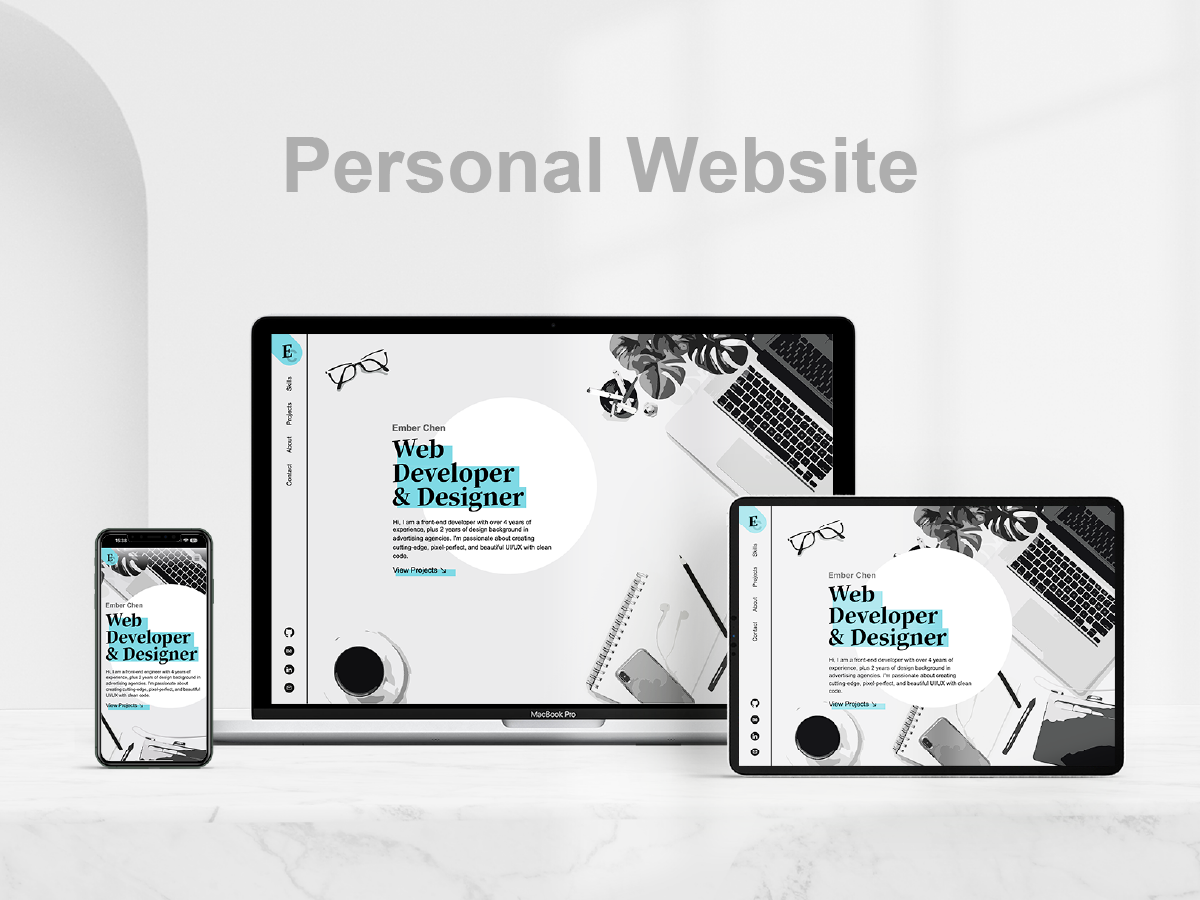 Personal Website
E
Skills
Projects
About
Contact
Ember Chen
Web
Developer
& Designer
Hi, I am a front-end developer with over 4 years of
experience, plus 2 years of design background in
advertising agencies. I'm passionate about creating
cutting-edge, pixel-perfect, and beautiful UI/UX with clean
code.
View Projects ↘
MacBook Pro
E
Skills
Projects
About
Contact
Ember Chen
Web
Developer
& Designer
Hi, I am a front-end developer with over 4 years of
experience, plus 2 years of design background in
advertising agencies. I'm passionate about creating
cutting-edge, pixel-perfect, and beautiful UI/UX with clean
code.
View Projects ↘
E
Ember Chen
Web
Developer
& Designer
Hi, I am a front-end engineer with 4 years of
experience, plus 2 years of design background in
advertising agencies. I'm passionate about
creating cutting-edge, pixel-perfect, and beautiful
UI/UX with clean code.
View Projects ↘